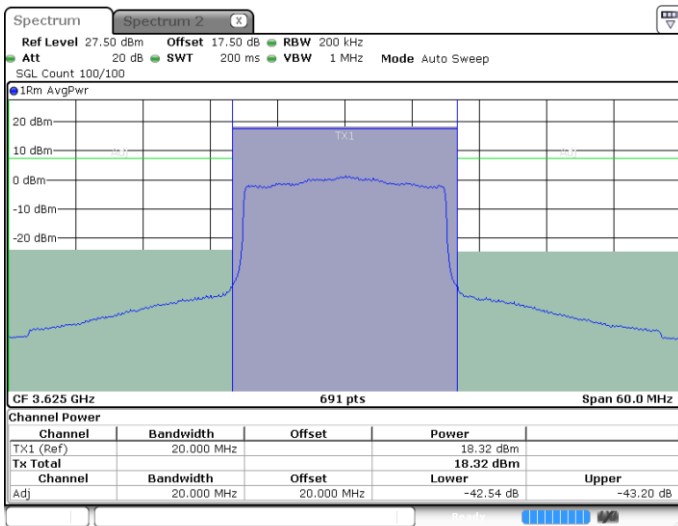 Spectrum Spectrum 2 X
Ref Level 27.50 dBm Offset 17.50 dB RBW 200 kHz
Att 20 dB SWT 200 ms VBW 1 MHz Mode Auto Sweep
SGL Count 100/100
1Rm AvgPwr
20 dBm
TX1
10 dBm
Adj Adj
0 dBm
-10 dBm
-20 dBm
CF 3.625 GHz 691 pts Span 60.0 MHz
Channel Power
Channel Bandwidth Offset Power
TX1 (Ref) 20.000 MHz 18.32 dBm
Tx Total 18.32 dBm
Channel Bandwidth Offset Lower Upper
Adj 20.000 MHz 20.000 MHz -42.54 dB -43.20 dB
Ready